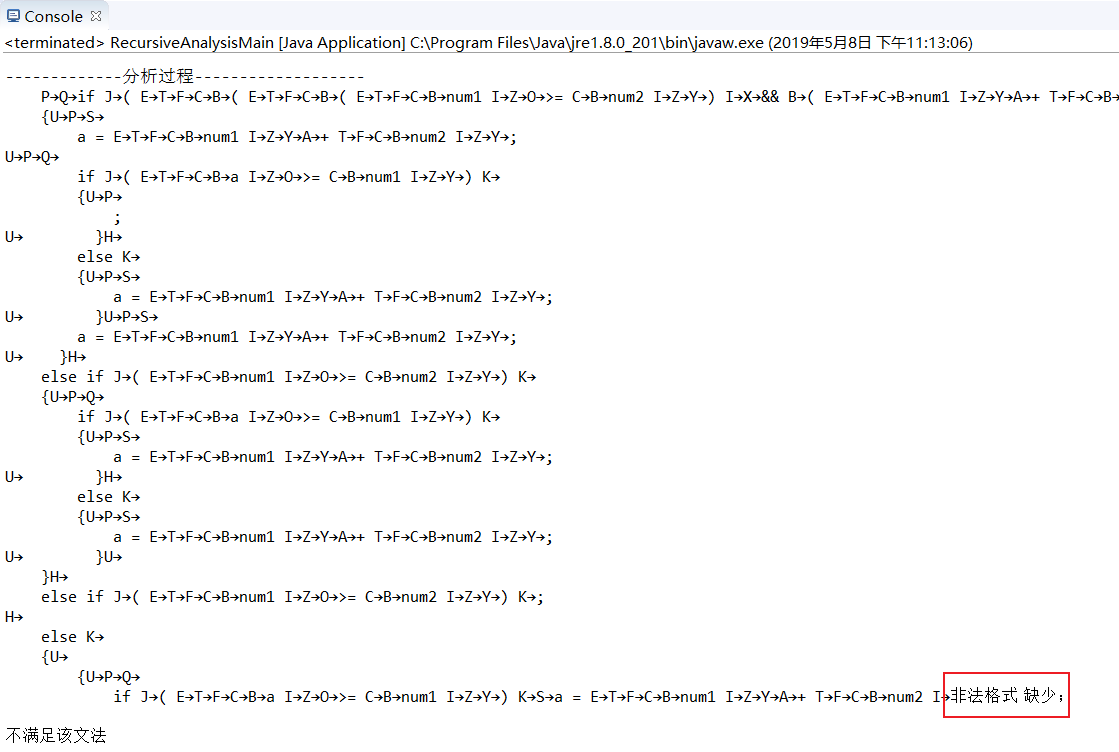 Console
<terminated> RecursiveAnalysisMain [Java Application] C:\Program Files\Java\jre1.8.0_201\bin\javaw.exe (2019年5月8日 下午11:13:06)
-------------分析过程-------------------
    P→Q→if J→( E→T→F→C→B→( E→T→F→C→B→( E→T→F→C→B→num1 I→Z→O→>= C→B→num2 I→Z→Y→) I→X→&& B→( E→T→F→C→B→num1 I→Z→Y→A→+ T→F→C→B→
    {U→P→S→
        a = E→T→F→C→B→num1 I→Z→Y→A→+ T→F→C→B→num2 I→Z→Y→;
U→P→Q→
        if J→( E→T→F→C→B→a I→Z→O→>= C→B→num1 I→Z→Y→) K→
        {U→P→
            ;
U→        }H→
        else K→
        {U→P→S→
            a = E→T→F→C→B→num1 I→Z→Y→A→+ T→F→C→B→num2 I→Z→Y→;
U→        }U→P→S→
        a = E→T→F→C→B→num1 I→Z→Y→A→+ T→F→C→B→num2 I→Z→Y→;
U→    }H→
    else if J→( E→T→F→C→B→num1 I→Z→O→>= C→B→num2 I→Z→Y→) K→
    {U→P→Q→
        if J→( E→T→F→C→B→a I→Z→O→>= C→B→num1 I→Z→Y→) K→
        {U→P→S→
            a = E→T→F→C→B→num1 I→Z→Y→A→+ T→F→C→B→num2 I→Z→Y→;
U→        }H→
        else K→
        {U→P→S→
            a = E→T→F→C→B→num1 I→Z→Y→A→+ T→F→C→B→num2 I→Z→Y→;
U→        }U→
    }H→
    else if J→( E→T→F→C→B→num1 I→Z→O→>= C→B→num2 I→Z→Y→) K→;
H→
    else K→
    {U→
        {U→P→Q→
            if J→( E→T→F→C→B→a I→Z→O→>= C→B→num1 I→Z→Y→) K→S→a = E→T→F→C→B→num1 I→Z→Y→A→+ T→F→C→B→num2 I→非法格式 缺少;
不满足该文法